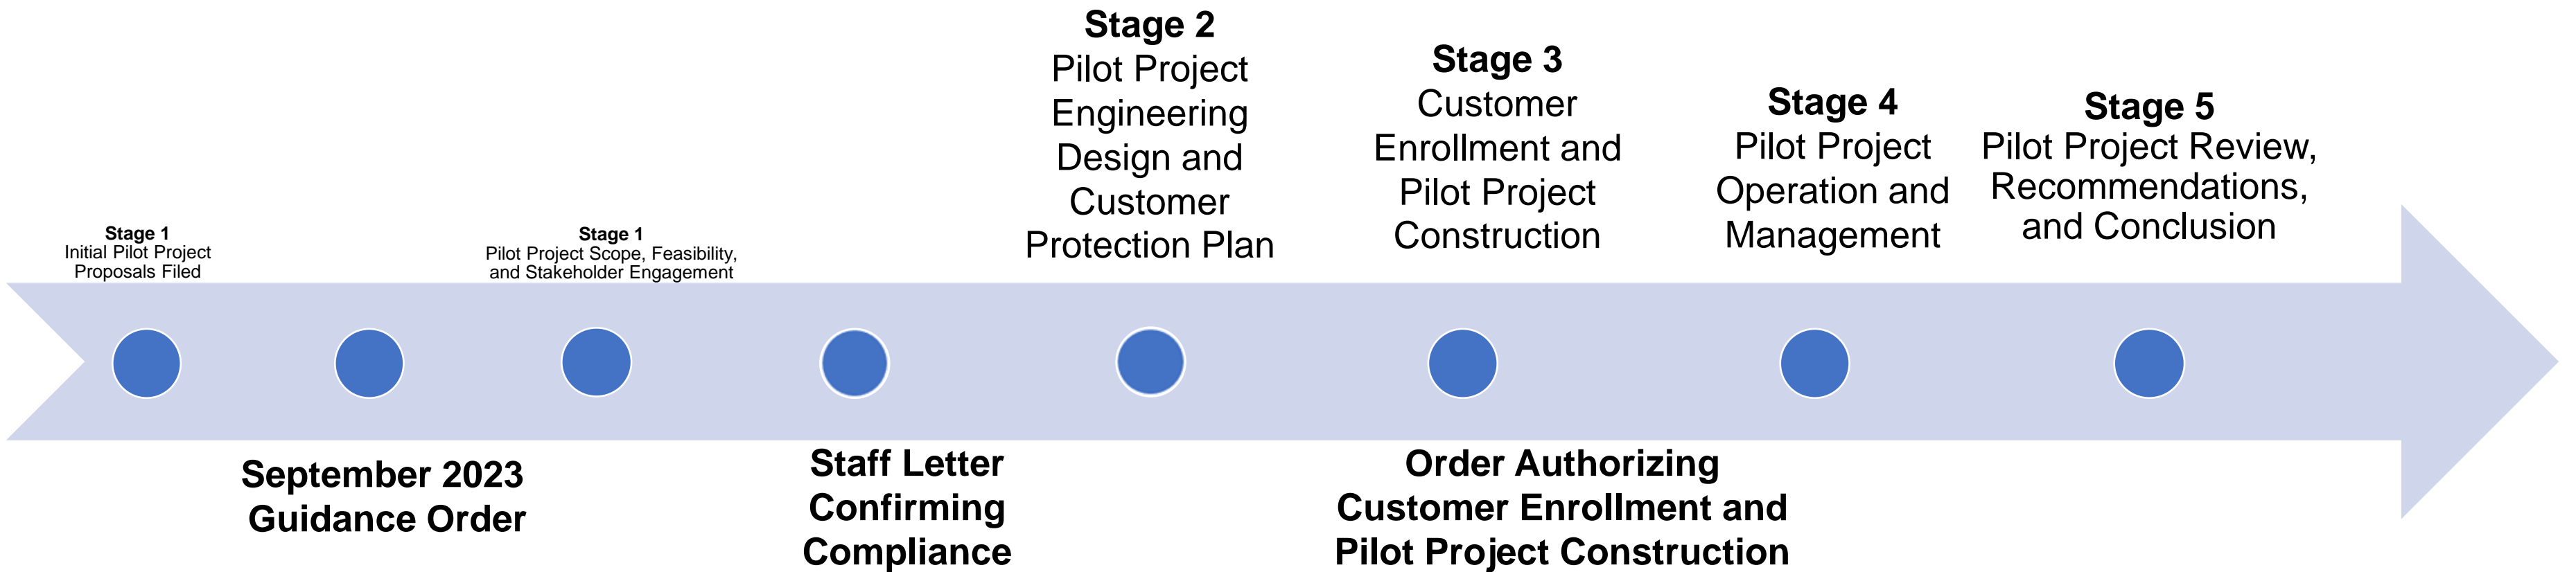 Stage 1
Initial Pilot Project
Proposals Filed
September 2023
Guidance Order
Stage 1
Pilot Project Scope, Feasibility,
and Stakeholder Engagement
Staff Letter
Confirming
Compliance
Stage 2
Pilot Project
Engineering
Design and
Customer
Protection Plan
Stage 3
Customer
Enrollment and
Pilot Project
Construction
Order Authorizing
Customer Enrollment and
Pilot Project Construction
Stage 4
Pilot Project
Operation and
Management
Stage 5
Pilot Project Review,
Recommendations,
and Conclusion